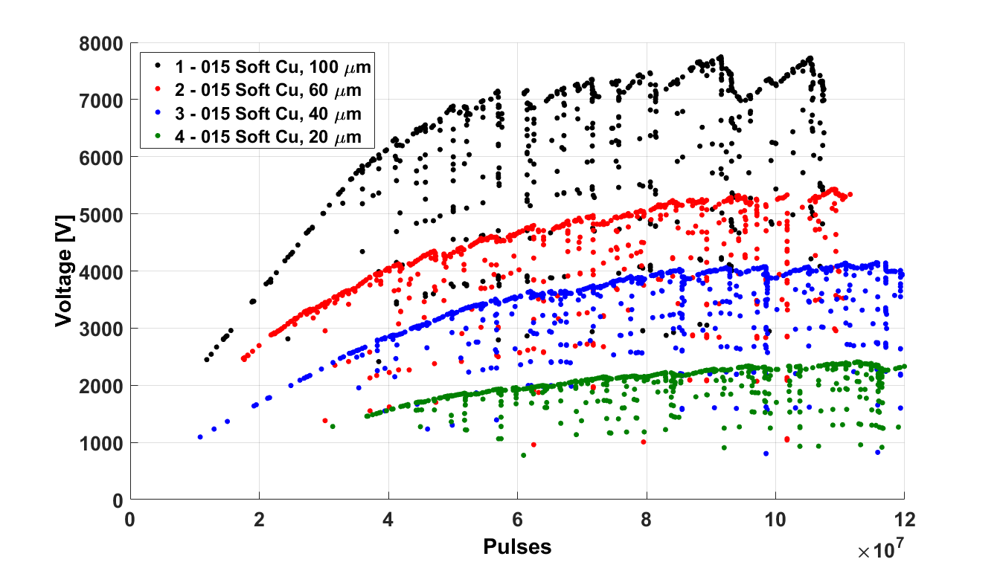 8000
7000
6000
5000
4000
3000
2000
1000
0
Voltage [V]
1 - 015 Soft Cu, 100 μm
2 - 015 Soft Cu, 60 μm
3 - 015 Soft Cu, 40 μm
4 - 015 Soft Cu, 20 μm
0 2 4 6 8 10 12
Pulses
×10⁷